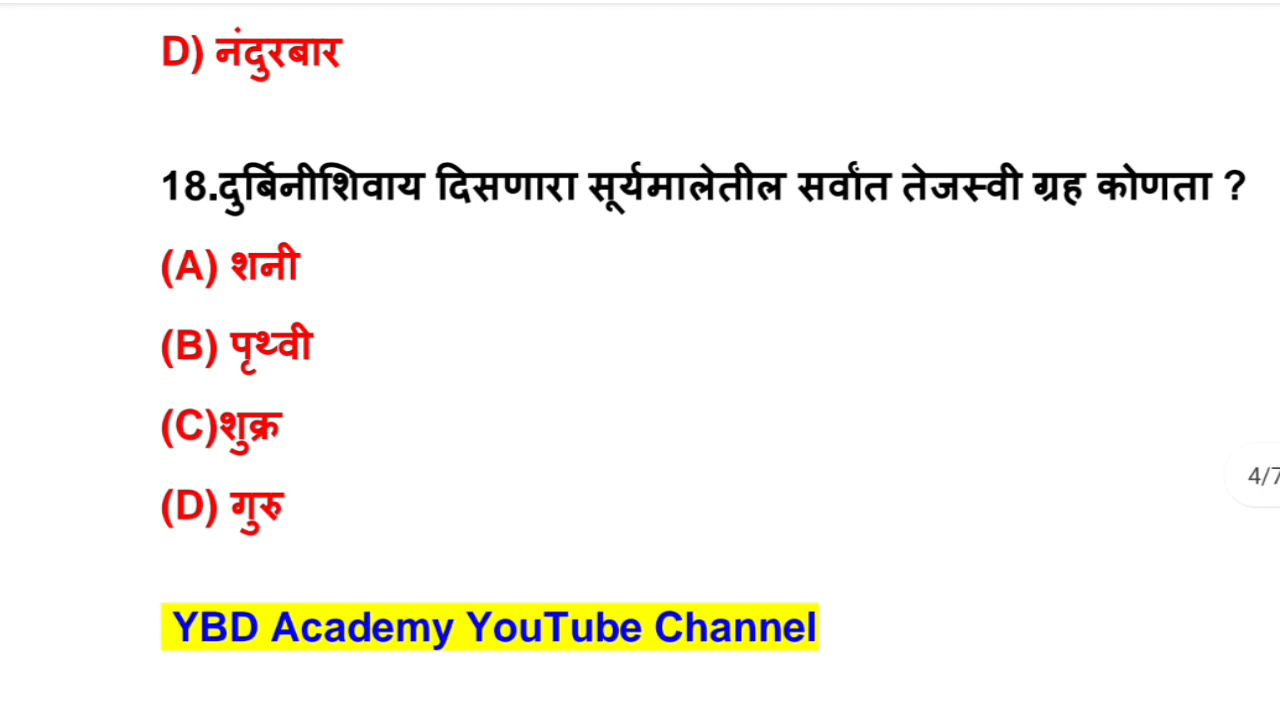 D) नंदुरबार
18.दुर्बिनीशिवाय दिसणारा सूर्यमालेतील सर्वांत तेजस्वी ग्रह कोणता ?
(A) शनी
(B) पृथ्वी
(C)शुक्र
4/7
(D) गुरु
YBD Academy YouTube Channel